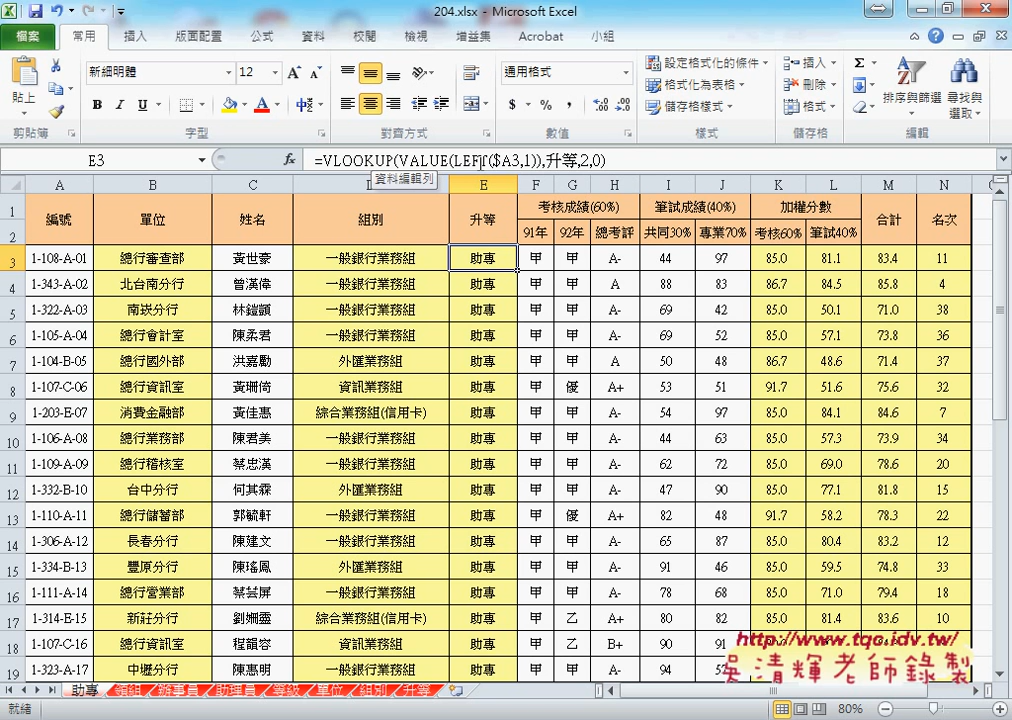 204.xlsx - Microsoft Excel
檔案 常用 插入 版面配置 公式 資料 校閱 檢視 增益集 Acrobat 小組
貼上 新細明體 12 B I U 通用格式 $ % , 設定格式化的條件 格式化為表格 儲存格樣式 插入 刪除 格式 Σ 排序與篩選 尋找與選取
剪貼簿 字型 對齊方式 數值 樣式 儲存格 編輯
E3 fx =VLOOKUP(VALUE(LEFT($A3,1)),升等,2,0)
資料編輯列
A B C D E F G H I J K L M N
1 編號 單位 姓名 組別 升等 考核成績(60%) 筆試成績(40%) 加權分數 合計 名次
2 91年 92年 總考評 共同30% 專業70% 考核60% 筆試40%
3 1-108-A-01 總行審查部 黃世豪 一般銀行業務組 助專 甲 甲 A- 44 97 85.0 81.1 83.4 11
4 1-343-A-02 北台南分行 曾漢偉 一般銀行業務組 助專 甲 甲 A 88 83 86.7 84.5 85.8 4
5 1-322-A-03 南崁分行 林鎧顗 一般銀行業務組 助專 甲 甲 A- 69 42 85.0 50.1 71.0 38
6 1-105-A-04 總行會計室 陳柔君 一般銀行業務組 助專 甲 甲 A- 69 52 85.0 57.1 73.8 36
7 1-104-B-05 總行國外部 洪嘉勵 外匯業務組 助專 甲 甲 A 50 48 86.7 48.6 71.4 37
8 1-107-C-06 總行資訊室 黃珊倚 資訊業務組 助專 甲 優 A+ 53 51 91.7 51.6 75.6 32
9 1-203-E-07 消費金融部 黃佳惠 綜合業務組(信用卡) 助專 甲 甲 A- 54 97 85.0 84.1 84.6 7
10 1-106-A-08 總行業務部 陳君美 一般銀行業務組 助專 甲 甲 A- 44 63 85.0 57.3 73.9 34
11 1-109-A-09 總行稽核室 蔡忠漢 一般銀行業務組 助專 甲 甲 A- 62 72 85.0 69.0 78.6 20
12 1-332-B-10 台中分行 何其霖 外匯業務組 助專 甲 甲 A- 47 90 85.0 77.1 81.8 15
13 1-110-A-11 總行儲蓄部 郭毓軒 一般銀行業務組 助專 甲 優 A+ 82 48 91.7 58.2 78.3 22
14 1-306-A-12 長春分行 陳建文 一般銀行業務組 助專 甲 甲 A- 65 87 85.0 80.4 83.2 12
15 1-334-B-13 豐原分行 陳瑤鳳 外匯業務組 助專 甲 甲 A- 91 46 85.0 59.5 74.8 33
16 1-111-A-14 總行營業部 蔡芸屏 一般銀行業務組 助專 甲 甲 A- 78 68 85.0 71.0 79.4 18
17 1-314-E-15 新莊分行 劉姍靈 綜合業務組(信用卡) 助專 甲 乙 A+ 80 82 85.0 81.4 83.6 10
18 1-107-C-16 總行資訊室 程韻容 資訊業務組 助專 甲 乙 B+ 90 91
19 1-323-A-17 中壢分行 陳惠明 一般銀行業務組 助專 甲 甲 A- 94
http://www.tqc.idv.tw/
吳清輝老師錄製
助專 領組 辦事員 助理員 等級 單位 組別 升等
就緒 80%